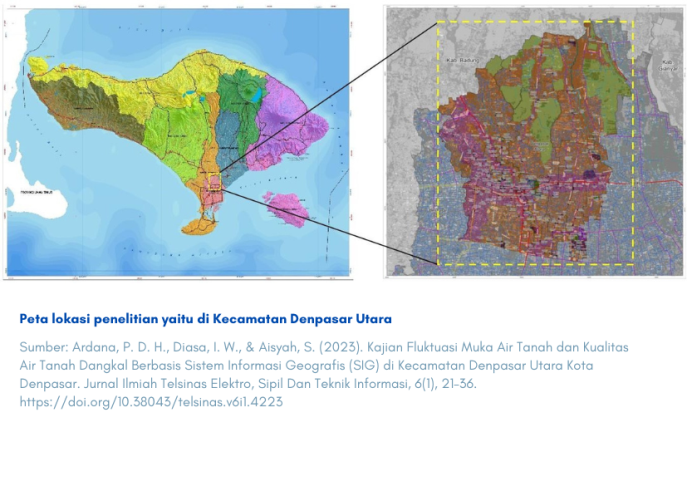 Kab. Badung
Peta lokasi penelitian yaitu di Kecamatan Denpasar Utara
Sumber: Ardana, P. D. H., Diasa, I. W., & Aisyah, S. (2023). Kajian Fluktuasi Muka Air Tanah dan Kualitas
Air Tanah Dangkal Berbasis Sistem Informasi Geografis (SIG) di Kecamatan Denpasar Utara Kota
Denpasar. Jurnal Ilmiah Telsinas Elektro, Sipil Dan Teknik Informasi, 6(1), 21-36.
https://doi.org/10.38043/telsinas.v6i1.4223